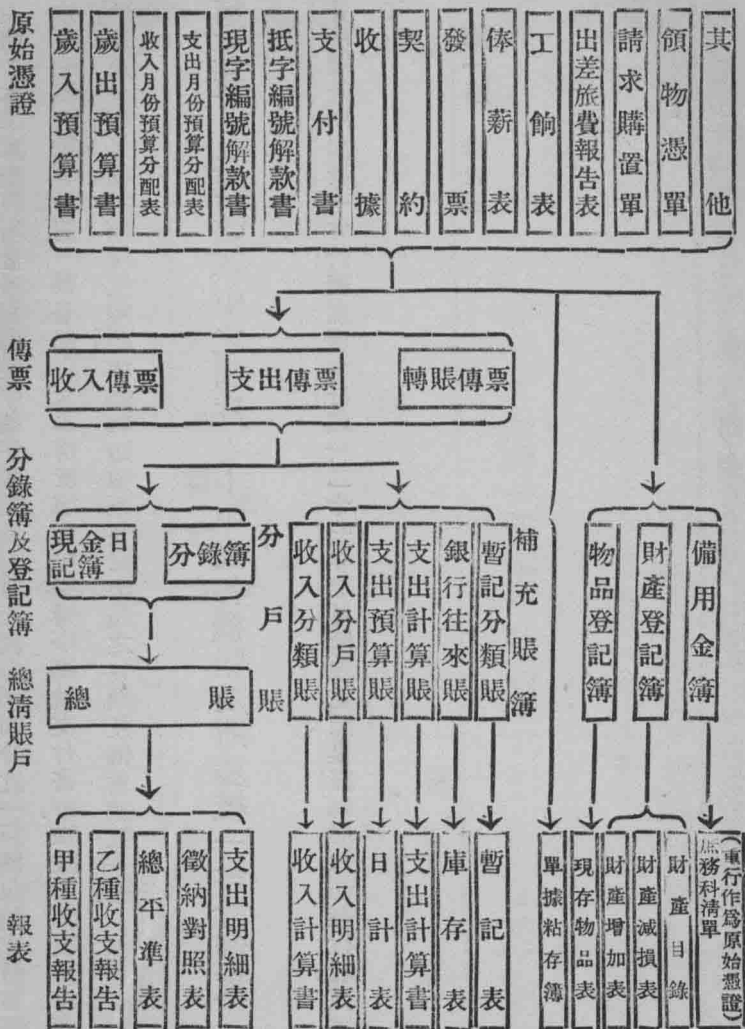 原始憑證
歲入預算書
歲出預算書
收入月份預算分配表
支出月份預算分配表
現字編號解款書
抵字編號解款書
支付書
收據
契約
發票
俸薪表
工餉表
出差旅費報告表
請求購置單
領物憑單
其他
傳票
收入傳票
支出傳票
轉賬傳票
分錄簿及登記簿
現金日記簿
分錄簿
分戶賬
收入分類賬
收入分戶賬
支出預算賬
支出計算賬
銀行往來賬
暫記分類賬
補充賬簿
物品登記簿
財產登記簿
備用金簿
總清賬戶
總賬
報表
甲種收支報告
乙種收支報告
總平準表
徵納對照表
支出明細表
收入計算書
收入明細表
日計表
支出計算書
庫存表
暫記表
單據粘存簿
現存物品表
財產增加表
財產減損表
財產目錄
庶務科清單
(重行作爲原始憑證)